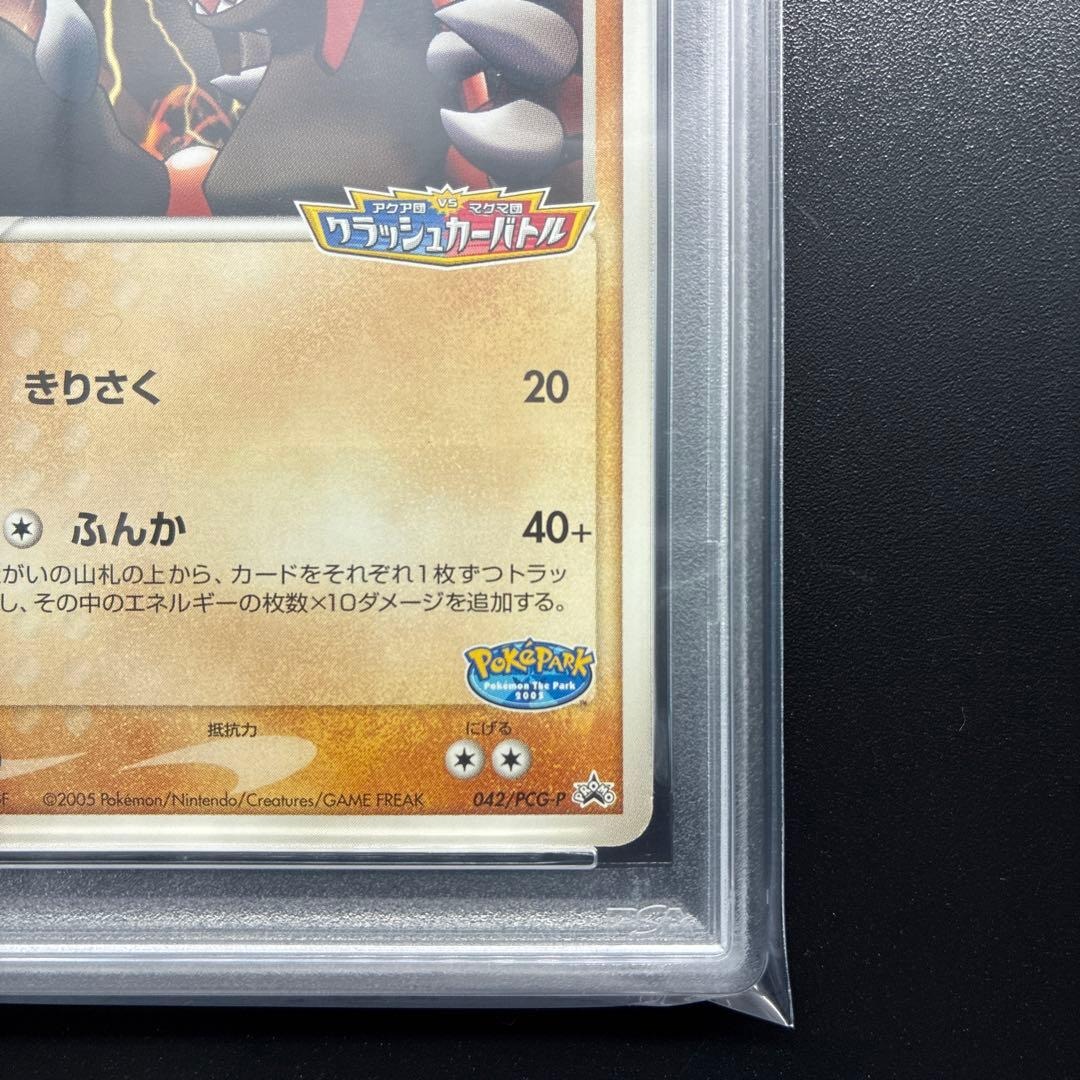 アクア団 VS マグマ団
クラッシュカーバトル
きりさく 20
ふんか 40+
がいの山札の上から、カードをそれぞれ1枚ずつトラッ
し、その中のエネルギーの枚数×10ダメージを追加する。
POKéPARK
Pokémon The Park
2005
抵抗力 にげる
©2005 Pokémon/Nintendo/Creatures/GAME FREAK 042/PCG-P PROMO
PSA